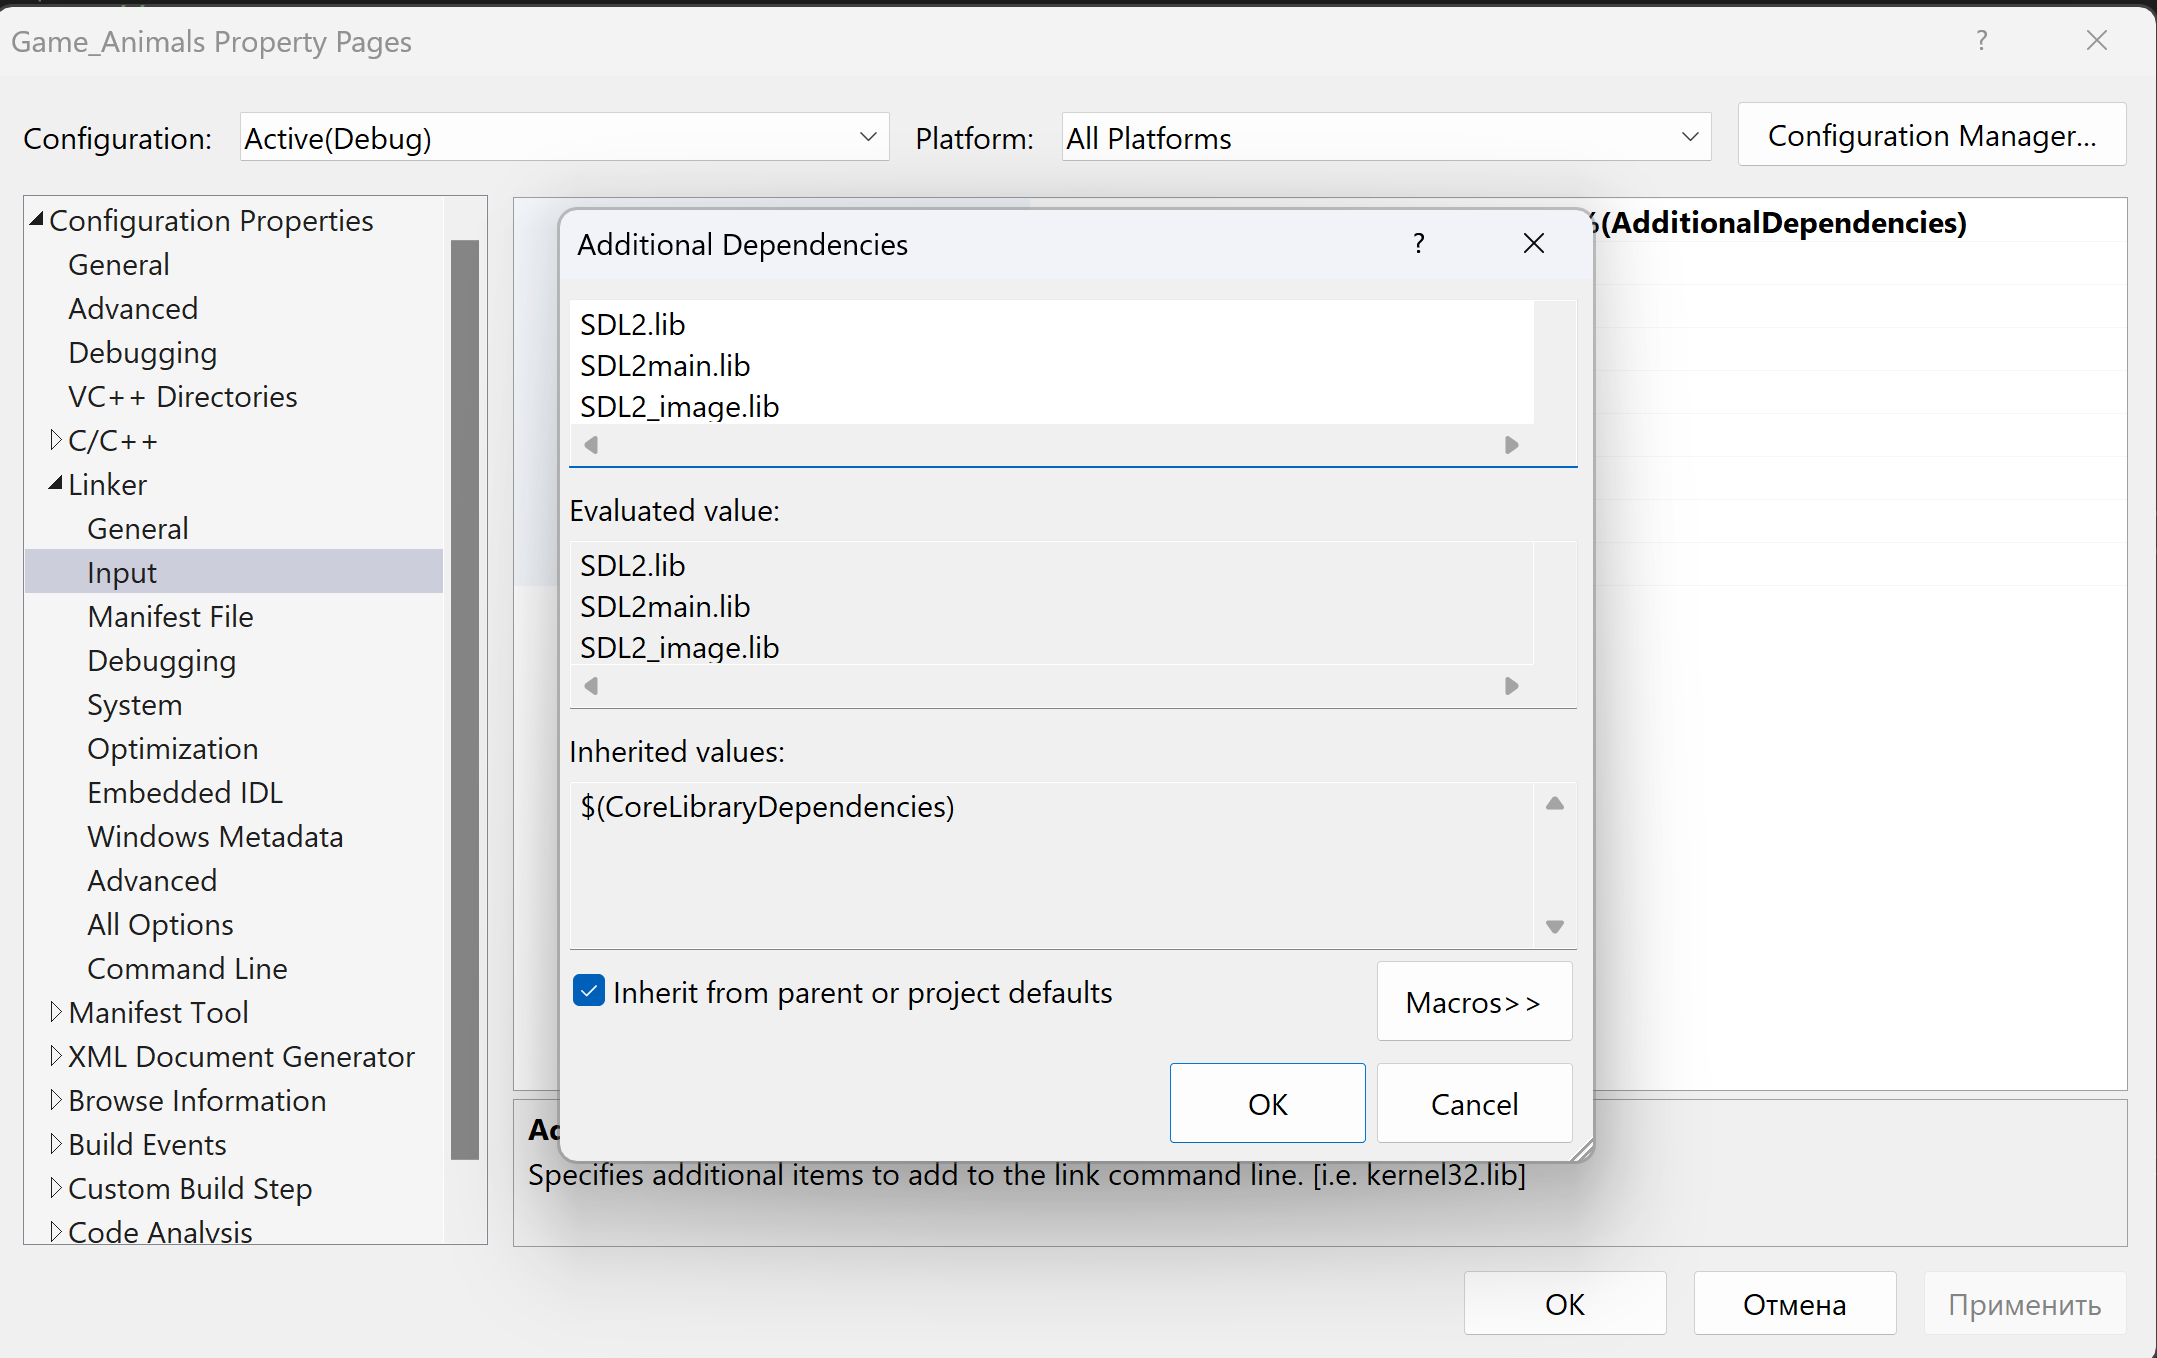 Game_Animals Property Pages
?
Configuration:
Active(Debug)
Platform:
All Platforms
Configuration Manager...
Configuration Properties
General
Advanced
Debugging
VC++ Directories
C/C++
Linker
General
Input
Manifest File
Debugging
System
Optimization
Embedded IDL
Windows Metadata
Advanced
All Options
Command Line
Manifest Tool
XML Document Generator
Browse Information
Build Events
Custom Build Step
Code Analysis
%(AdditionalDependencies)
Additional Dependencies
?
SDL2.lib
SDL2main.lib
SDL2_image.lib
Evaluated value:
SDL2.lib
SDL2main.lib
SDL2_image.lib
Inherited values:
$(CoreLibraryDependencies)
Inherit from parent or project defaults
Macros>>
OK
Cancel
Specifies additional items to add to the link command line. [i.e. kernel32.lib]
OK
Отмена
Применить